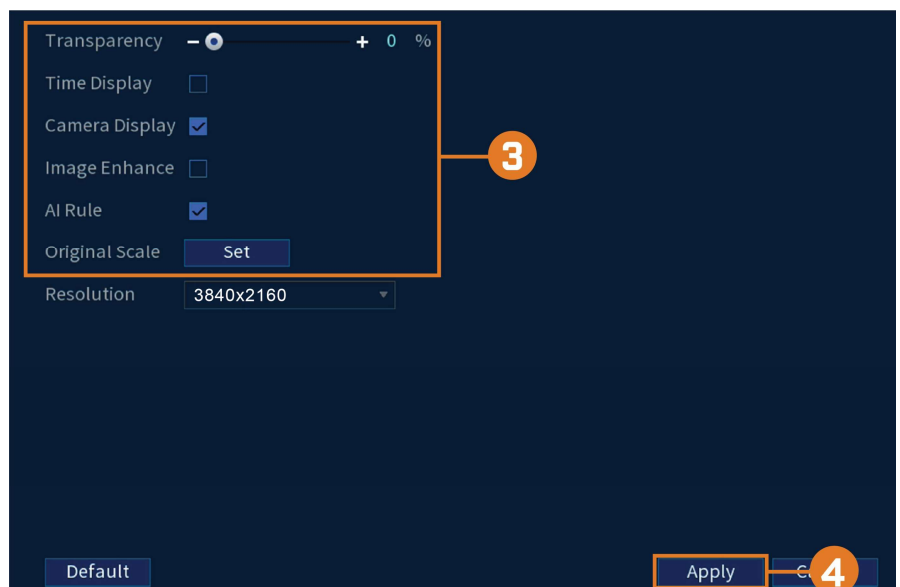 Transparency - + 0 %
Time Display
Camera Display
3
Image Enhance
AI Rule
Original Scale Set
Resolution 3840x2160
Default Apply 4